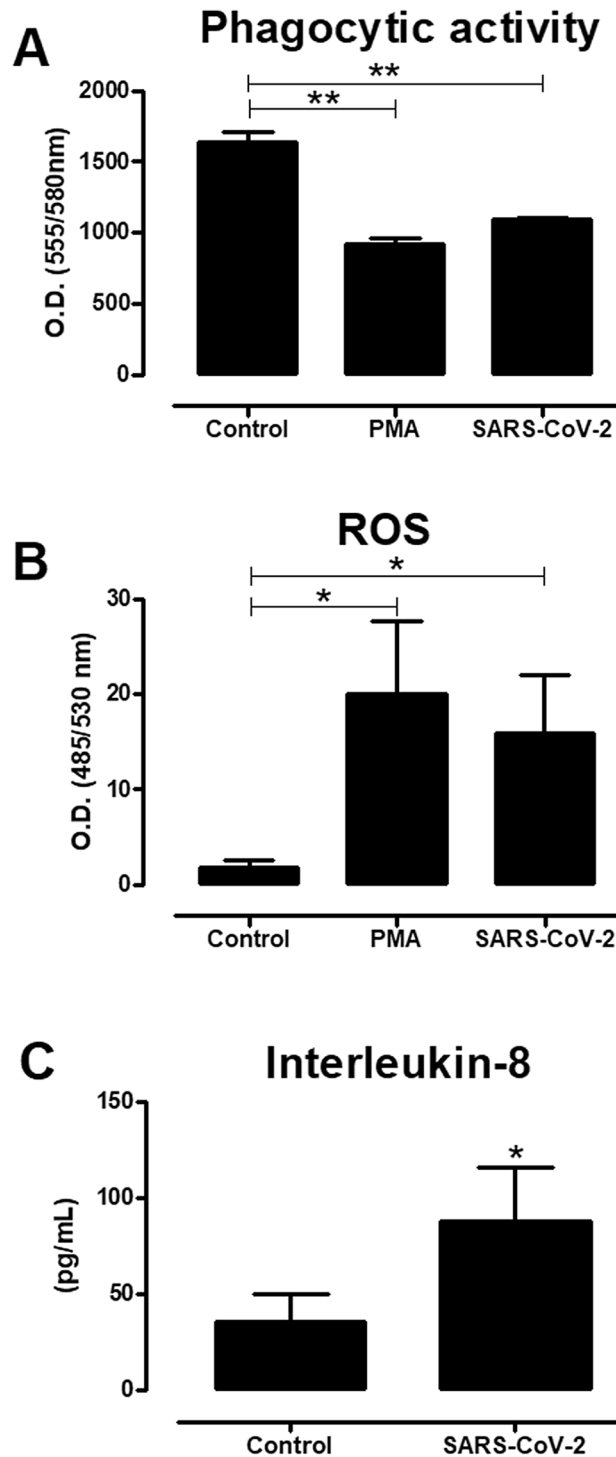 A
Phagocytic activity
**
**
2000
1500
1000
500
0
O.D. (555/580nm)
Control PMA SARS-CoV-2
B
ROS
*
*
30
20
10
0
O.D. (485/530 nm)
Control PMA SARS-CoV-2
C
Interleukin-8
*
150
100
50
0
(pg/mL)
Control SARS-CoV-2